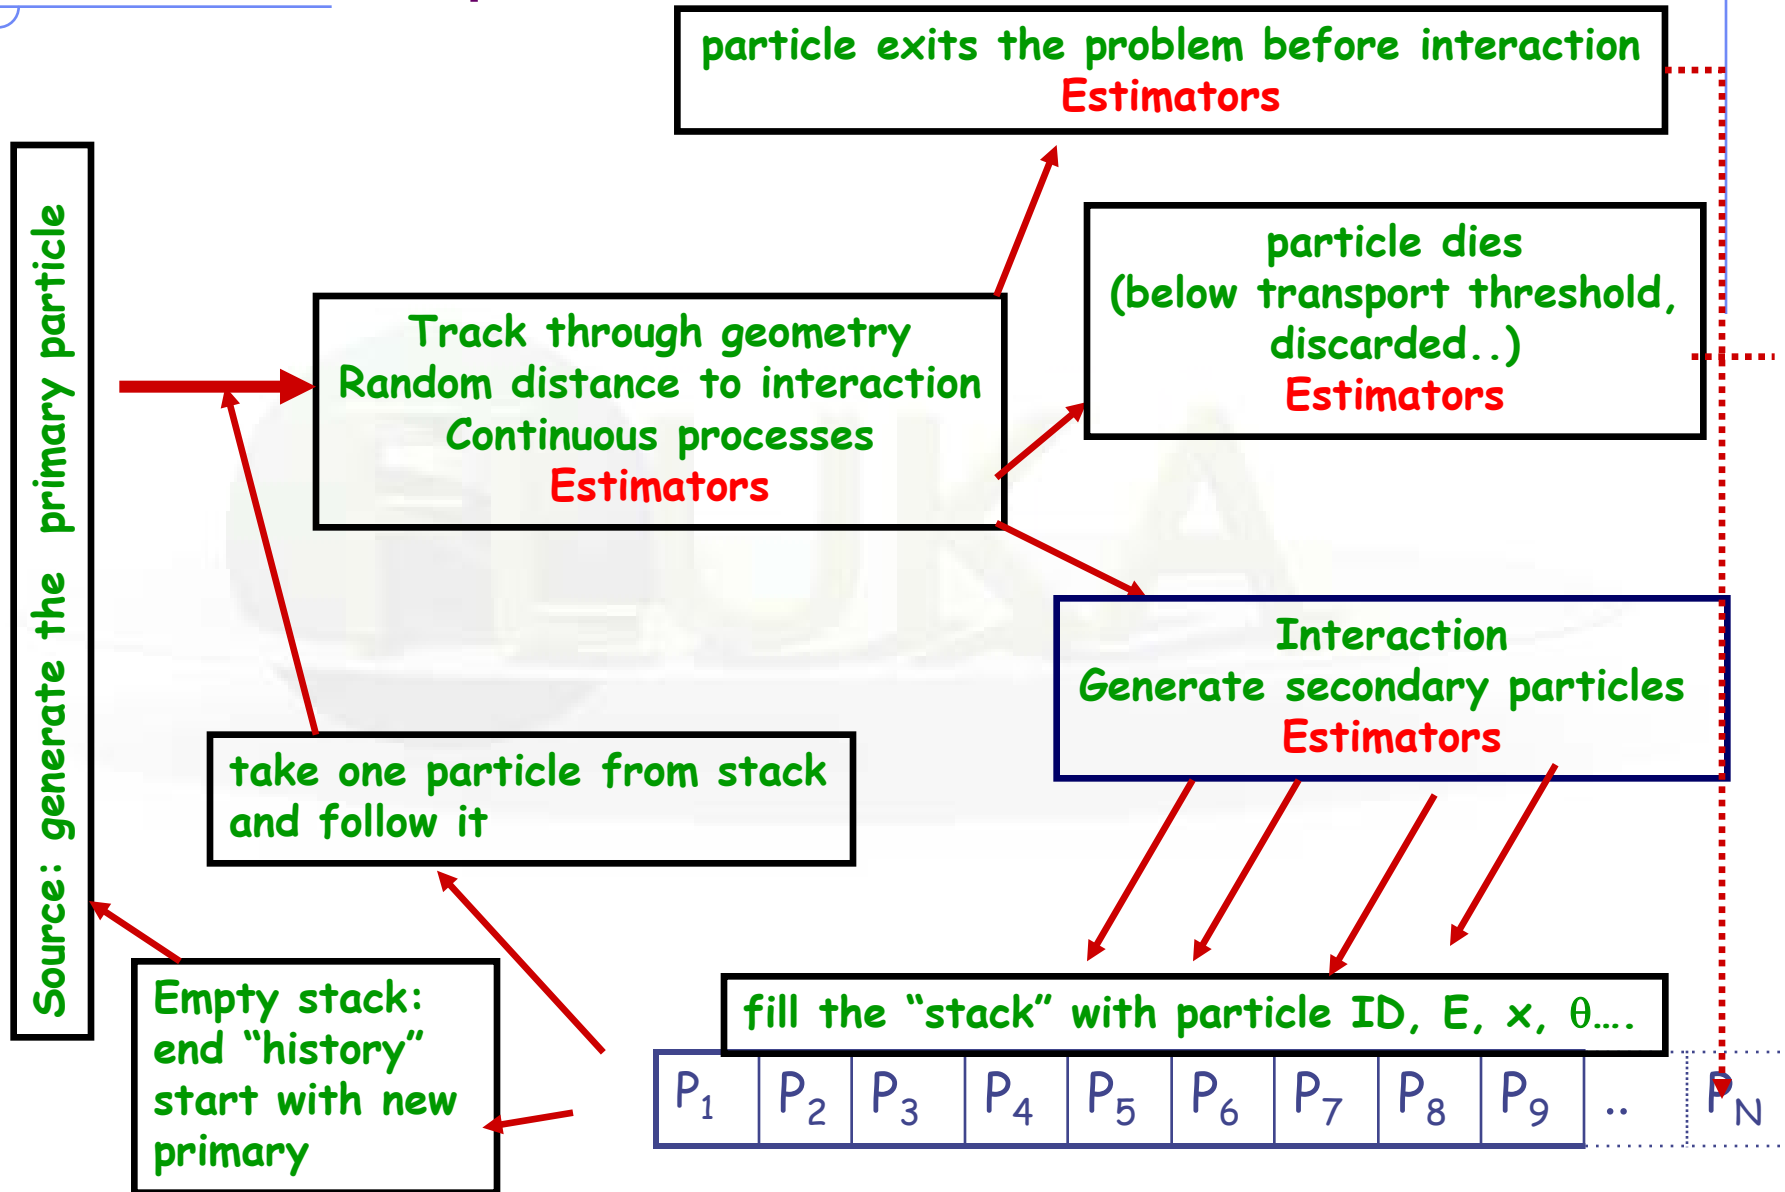 particle exits the problem before interaction
Estimators
Source: generate the primary particle
particle dies
(below transport threshold,
discarded..)
Estimators
Track through geometry
Random distance to interaction
Continuous processes
Estimators
Interaction
Generate secondary particles
Estimators
take one particle from stack
and follow it
Empty stack:
end “history”
start with new
primary
fill the “stack” with particle ID, E, x, θ….
P1 P2 P3 P4 P5 P6 P7 P8 P9 .. PN
FLUKA